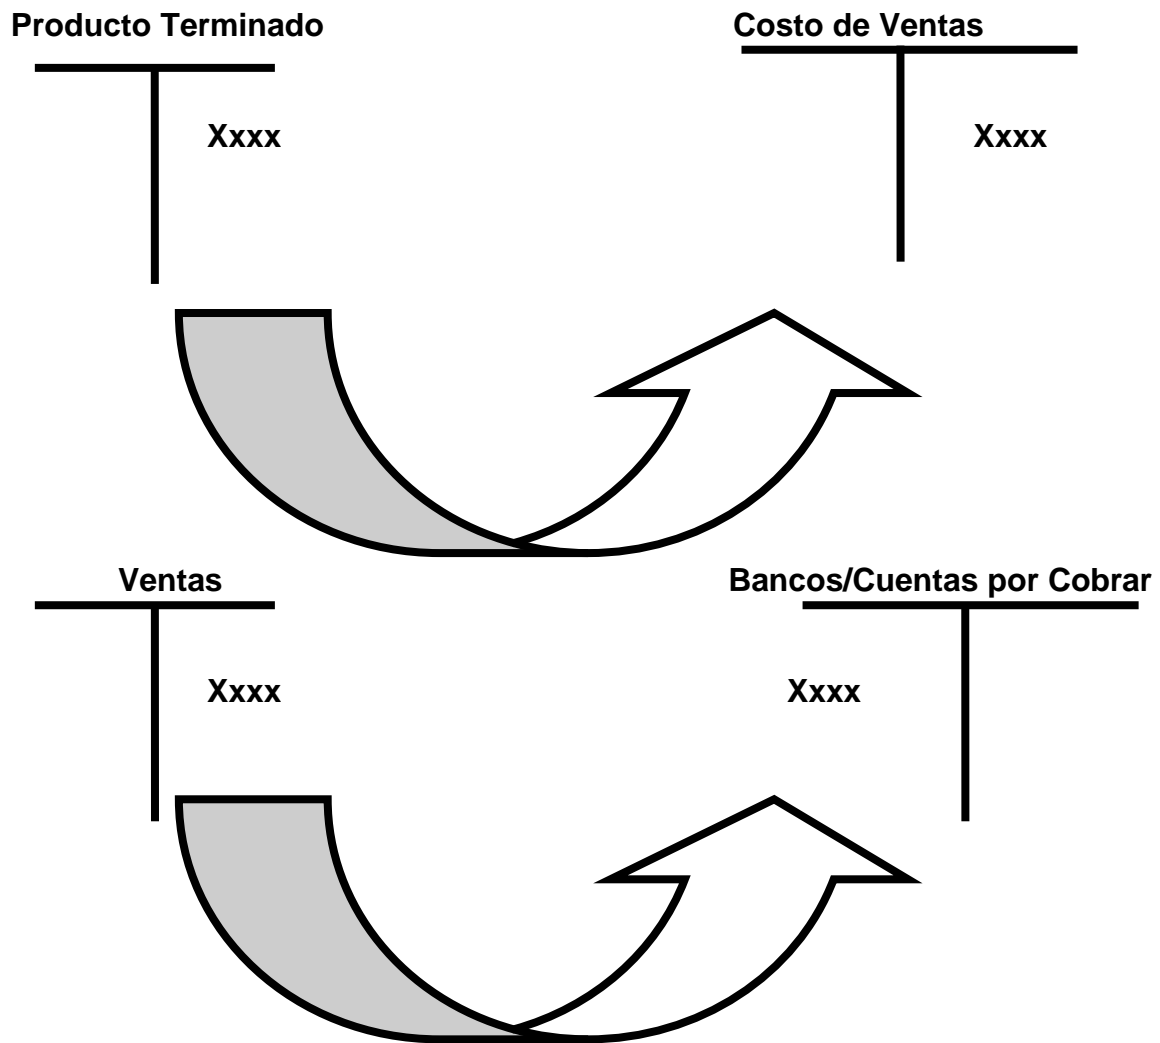 Producto Terminado
Costo de Ventas
Xxxx
Xxxx
Ventas
Bancos/Cuentas por Cobrar
Xxxx
Xxxx